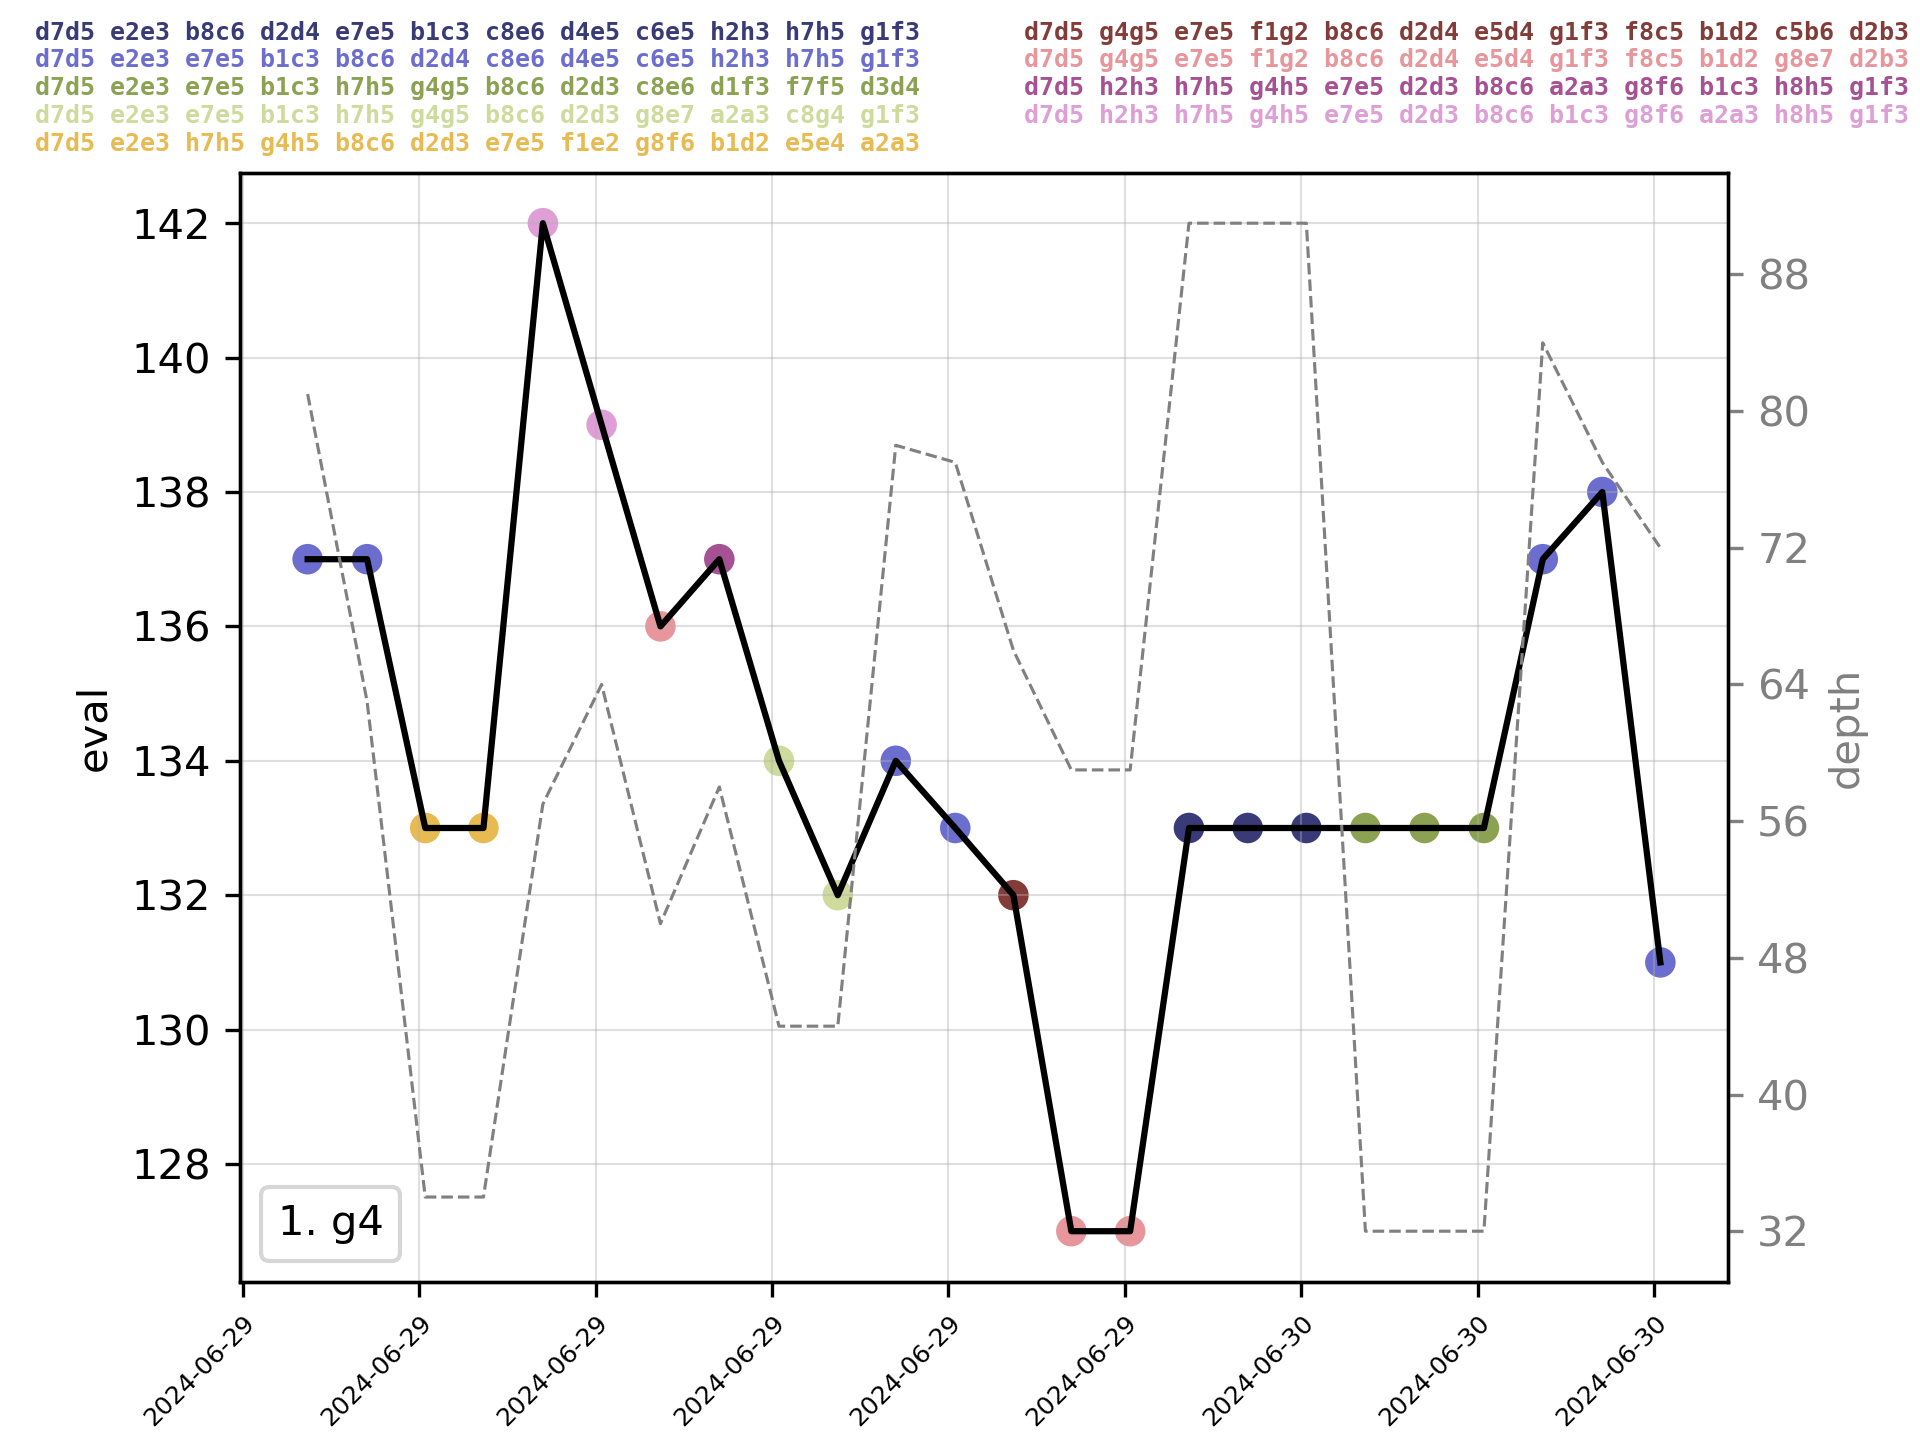 d7d5 e2e3 b8c6 d2d4 e7e5 b1c3 c8e6 d4e5 c6e5 h2h3 h7h5 g1f3
d7d5 e2e3 e7e5 b1c3 b8c6 d2d4 c8e6 d4e5 c6e5 h2h3 h7h5 g1f3
d7d5 e2e3 e7e5 b1c3 h7h5 g4g5 b8c6 d2d3 c8e6 d1f3 f7f5 d3d4
d7d5 e2e3 e7e5 b1c3 h7h5 g4g5 b8c6 d2d3 g8e7 a2a3 c8g4 g1f3
d7d5 e2e3 h7h5 g4h5 b8c6 d2d3 e7e5 f1e2 g8f6 b1d2 e5e4 a2a3
d7d5 g4g5 e7e5 f1g2 b8c6 d2d4 e5d4 g1f3 f8c5 b1d2 c5b6 d2b3
d7d5 g4g5 e7e5 f1g2 b8c6 d2d4 e5d4 g1f3 f8c5 b1d2 g8e7 d2b3
d7d5 h2h3 h7h5 g4h5 e7e5 d2d3 b8c6 a2a3 g8f6 b1c3 h8h5 g1f3
d7d5 h2h3 h7h5 g4h5 e7e5 d2d3 b8c6 b1c3 g8f6 a2a3 h8h5 g1f3
142
140
138
136
134
132
130
128
eval
88
80
72
64
56
48
40
32
depth
1. g4
2024-06-29
2024-06-29
2024-06-29
2024-06-29
2024-06-29
2024-06-29
2024-06-30
2024-06-30
2024-06-30